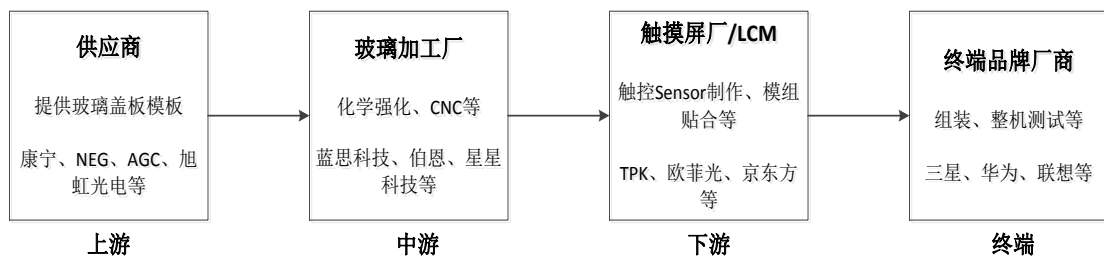 供应商
提供玻璃盖板模板
康宁、NEG、AGC、旭
虹光电等
上游
玻璃加工厂
化学强化、CNC等
蓝思科技、伯恩、星星
科技等
中游
触摸屏厂/LCM
触控Sensor制作、模组
贴合等
TPK、欧菲光、京东方
等
下游
终端品牌厂商
组装、整机测试等
三星、华为、联想等
终端